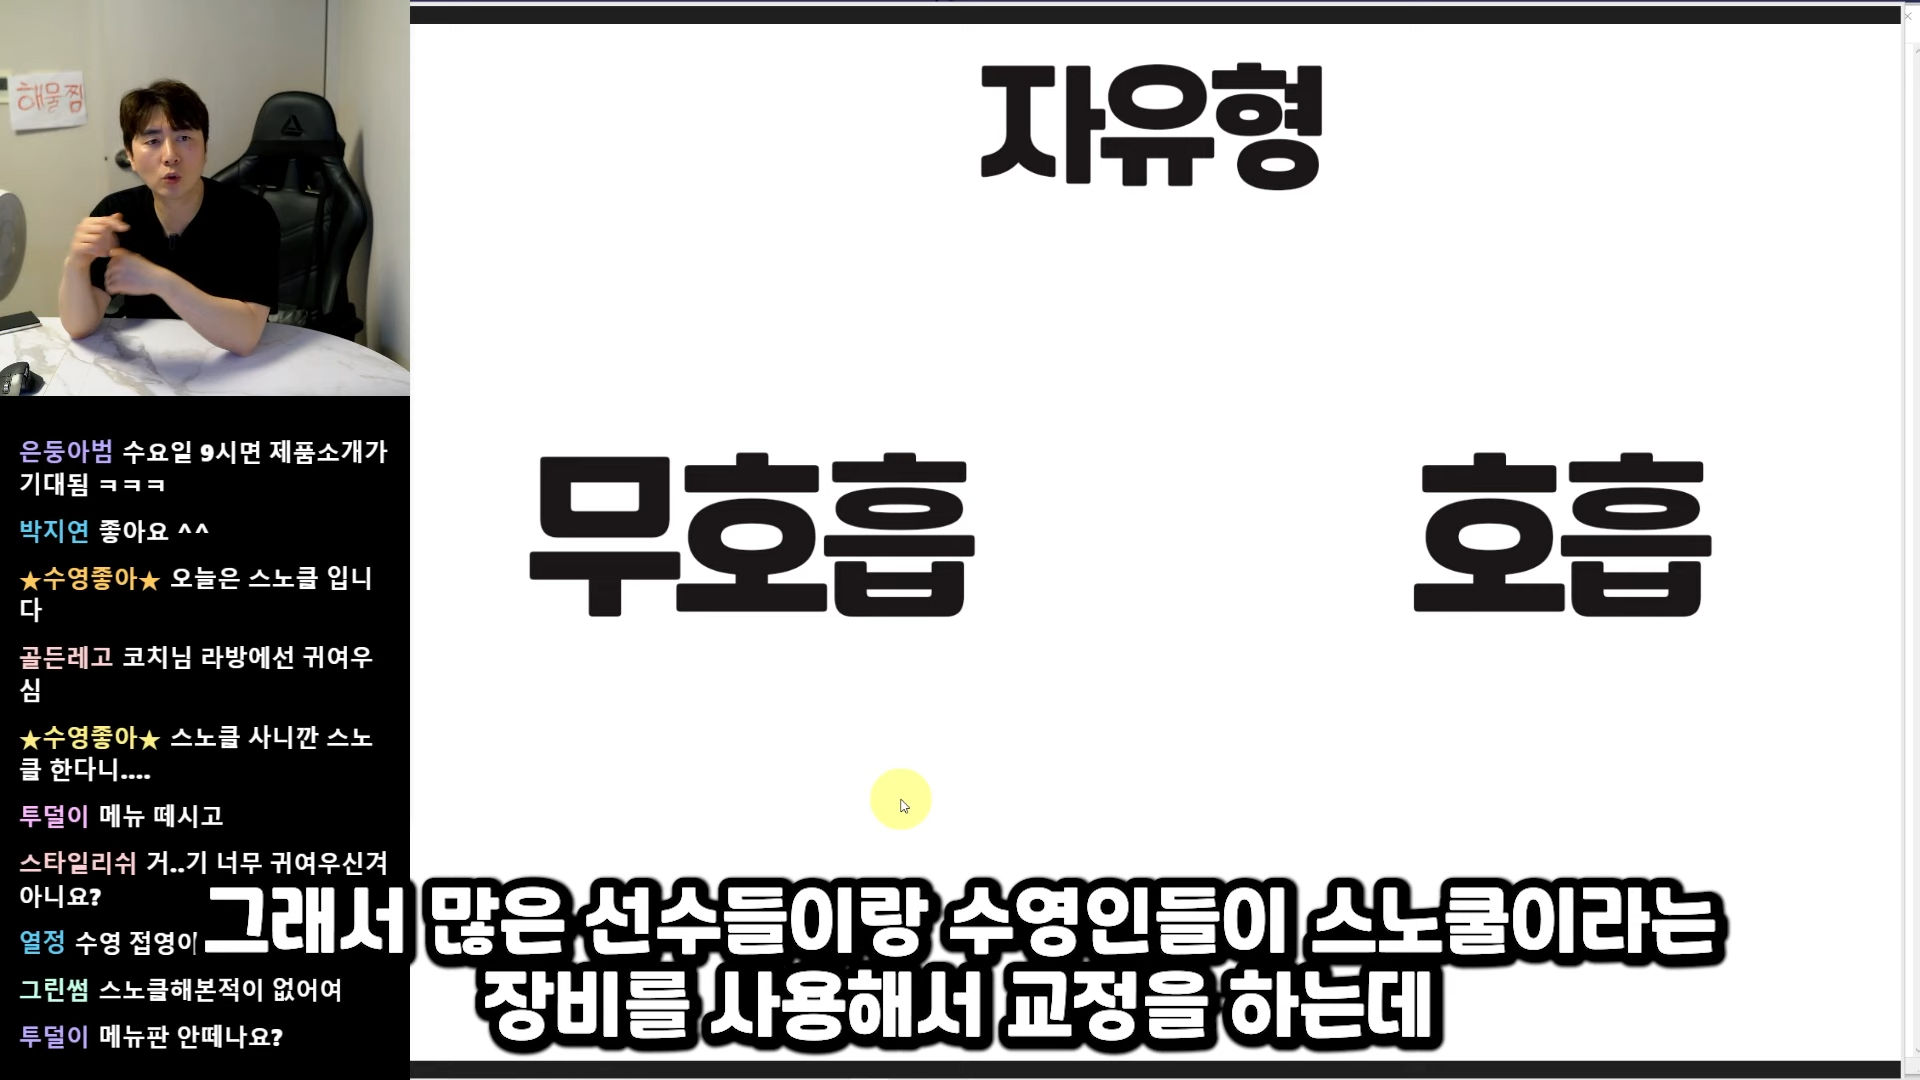 해물찜
자유형
무호흡
호흡
은둥아범 수요일 9시면 제품소개가
기대됨 ㅋㅋㅋ
박지연 좋아요 ^^
★수영좋아★ 오늘은 스노클 입니
다
골든레고 코치님 라방에선 귀여우
심
★수영좋아★ 스노클 사니깐 스노
클 한다니....
투덜이 메뉴 떼시고
스타일리쉬 거..기 너무 귀여우신겨
아니요?
열정 수영 접영이
그린썸 스노클해본적이 없어여
투덜이 메뉴판 안떼나요?
그래서 많은 선수들이랑 수영인들이 스노쿨이라는
장비를 사용해서 교정을 하는데